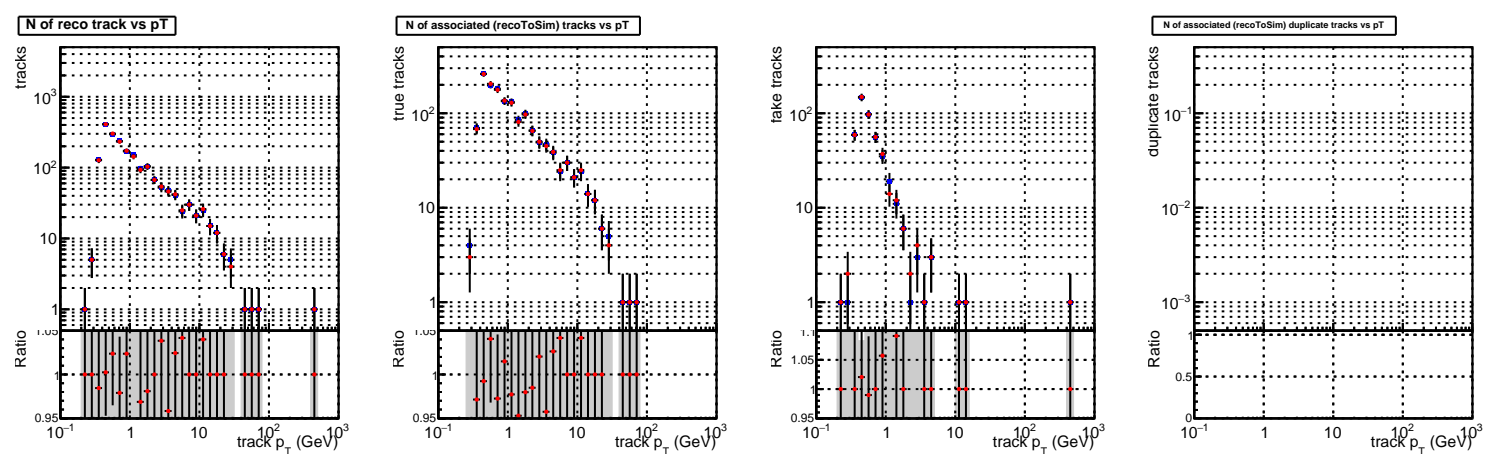 N of reco track vs pT
tracks
10³
10²
10
1
Ratio
1.05
1
0.95
10⁻¹ 1 10 10² 10³
track p_T (GeV)
N of associated (recoToSim) tracks vs pT
true tracks
10²
10
1
Ratio
1.05
1
0.95
10⁻¹ 1 10 10² 10³
track p_T (GeV)
fake tracks
10²
10
1
Ratio
1.1
1.05
1
0.95
10⁻¹ 1 10 10² 10³
track p_T (GeV)
N of associated (recoToSim) duplicate tracks vs pT
duplicate tracks
10⁻¹
10⁻²
10⁻³
Ratio
1
0.5
0
10⁻¹ 1 10 10² 10³
track p_T (GeV)